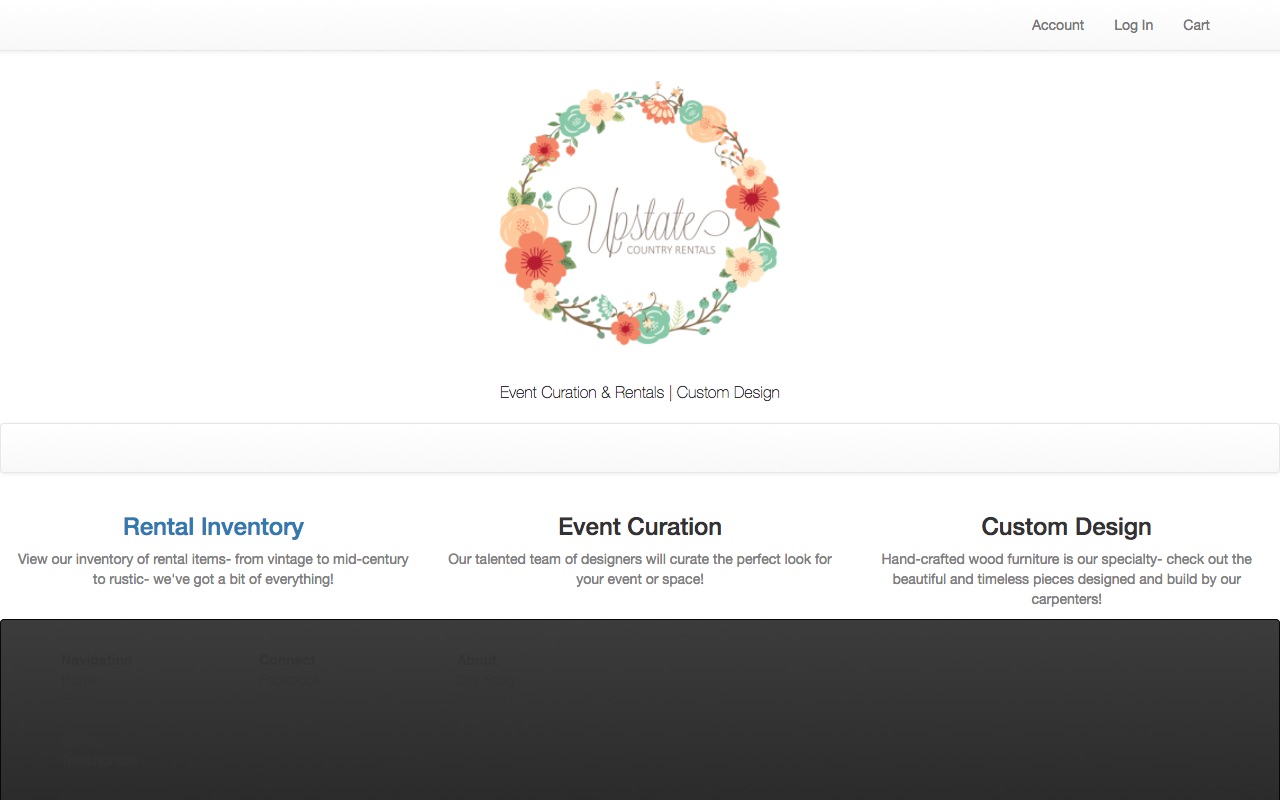 Account Log In Cart
Upstate
COUNTRY RENTALS
Event Curation & Rentals | Custom Design
Rental Inventory
View our inventory of rental items- from vintage to mid-century
to rustic- we've got a bit of everything!
Event Curation
Our talented team of designers will curate the perfect look for
your event or space!
Custom Design
Hand-crafted wood furniture is our specialty- check out the
beautiful and timeless pieces designed and build by our
carpenters!
Navigation
Connect
Facebook
About